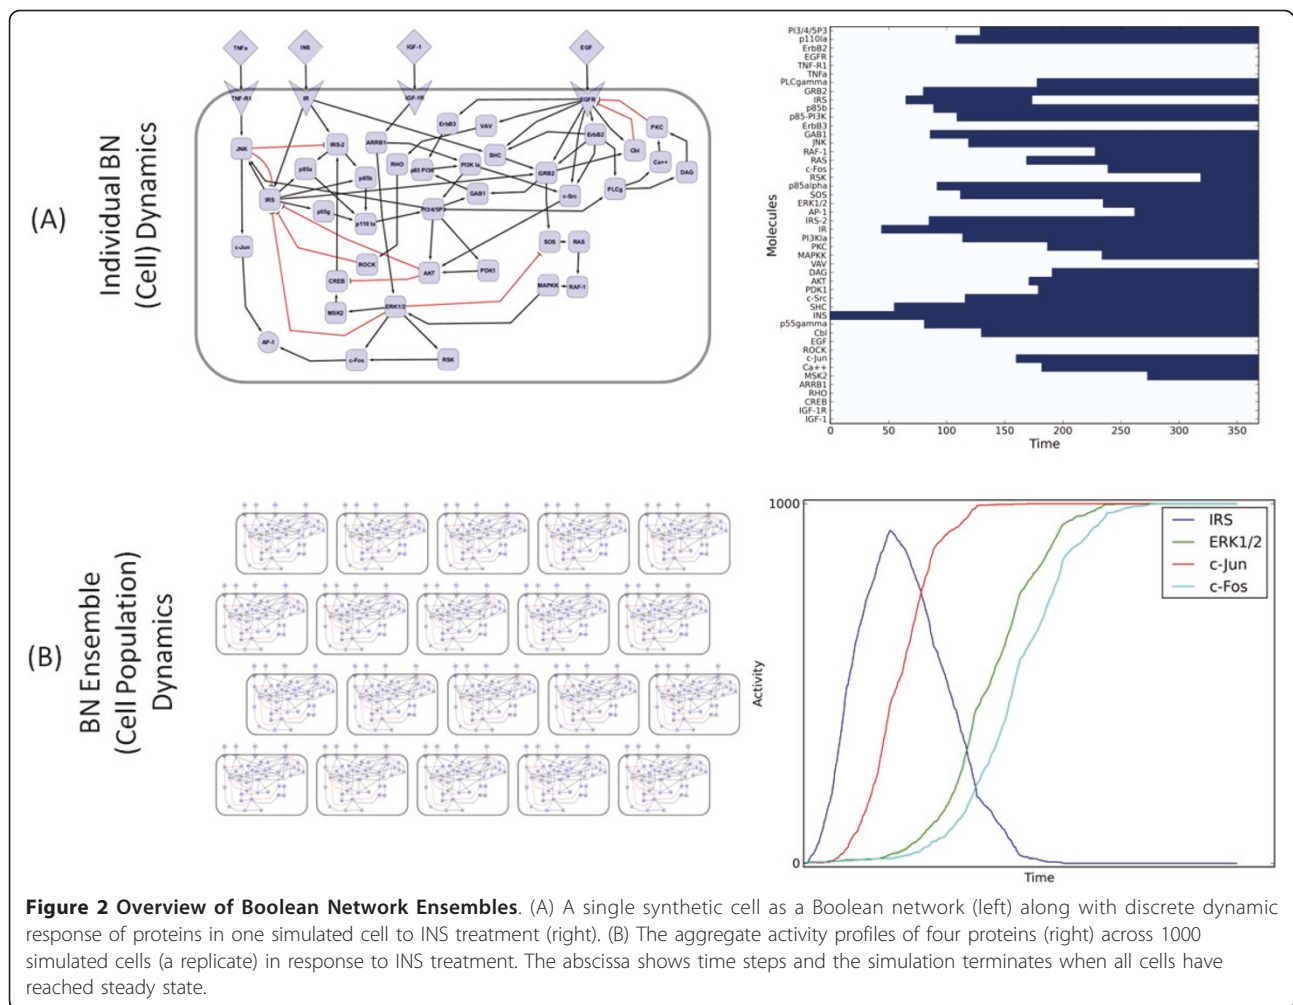 TNFa
INS
IGF-1
EGF
TNF-R1
IR
IGF-1R
EGFR
ErbB3
VAV
PKC
JNK
IRS-2
ARRB1
ErbB2
Cbl
RHO
p85 PI3K
PI3K Ia
SHC
GRB2
Ca++
DAG
p85a
p85b
IRS
GAB1
c-Src
PLCg
p55g
p110 Ia
PI3/4/5P
c-Jun
SOS
RAS
ROCK
AKT
PDK1
CREB
MAPKK
RAF-1
MSK2
ERK1/2
AP-1
c-Fos
RSK
(A)
Individual BN
(Cell) Dynamics
Molecules
PI3/4/5P3
p110Ia
ErbB2
EGFR
TNF-R1
TNFa
PLCgamma
GRB2
IRS
p85b
p85-PI3K
ErbB3
GAB1
JNK
RAF-1
RAS
c-Fos
RSK
p85alpha
SOS
ERK1/2
AP-1
IRS-2
IR
PI3KIa
PKC
MAPKK
VAV
DAG
AKT
PDK1
c-Src
SHC
INS
p55gamma
Cbl
EGF
ROCK
c-Jun
Ca++
MSK2
ARRB1
RHO
CREB
IGF-1R
IGF-1
0 50 100 150 200 250 300 350
Time
(B)
BN Ensemble
(Cell Population)
Dynamics
1000
0
Activity
Time
IRS
ERK1/2
c-Jun
c-Fos
Figure 2 Overview of Boolean Network Ensembles. (A) A single synthetic cell as a Boolean network (left) along with discrete dynamic
response of proteins in one simulated cell to INS treatment (right). (B) The aggregate activity profiles of four proteins (right) across 1000
simulated cells (a replicate) in response to INS treatment. The abscissa shows time steps and the simulation terminates when all cells have
reached steady state.